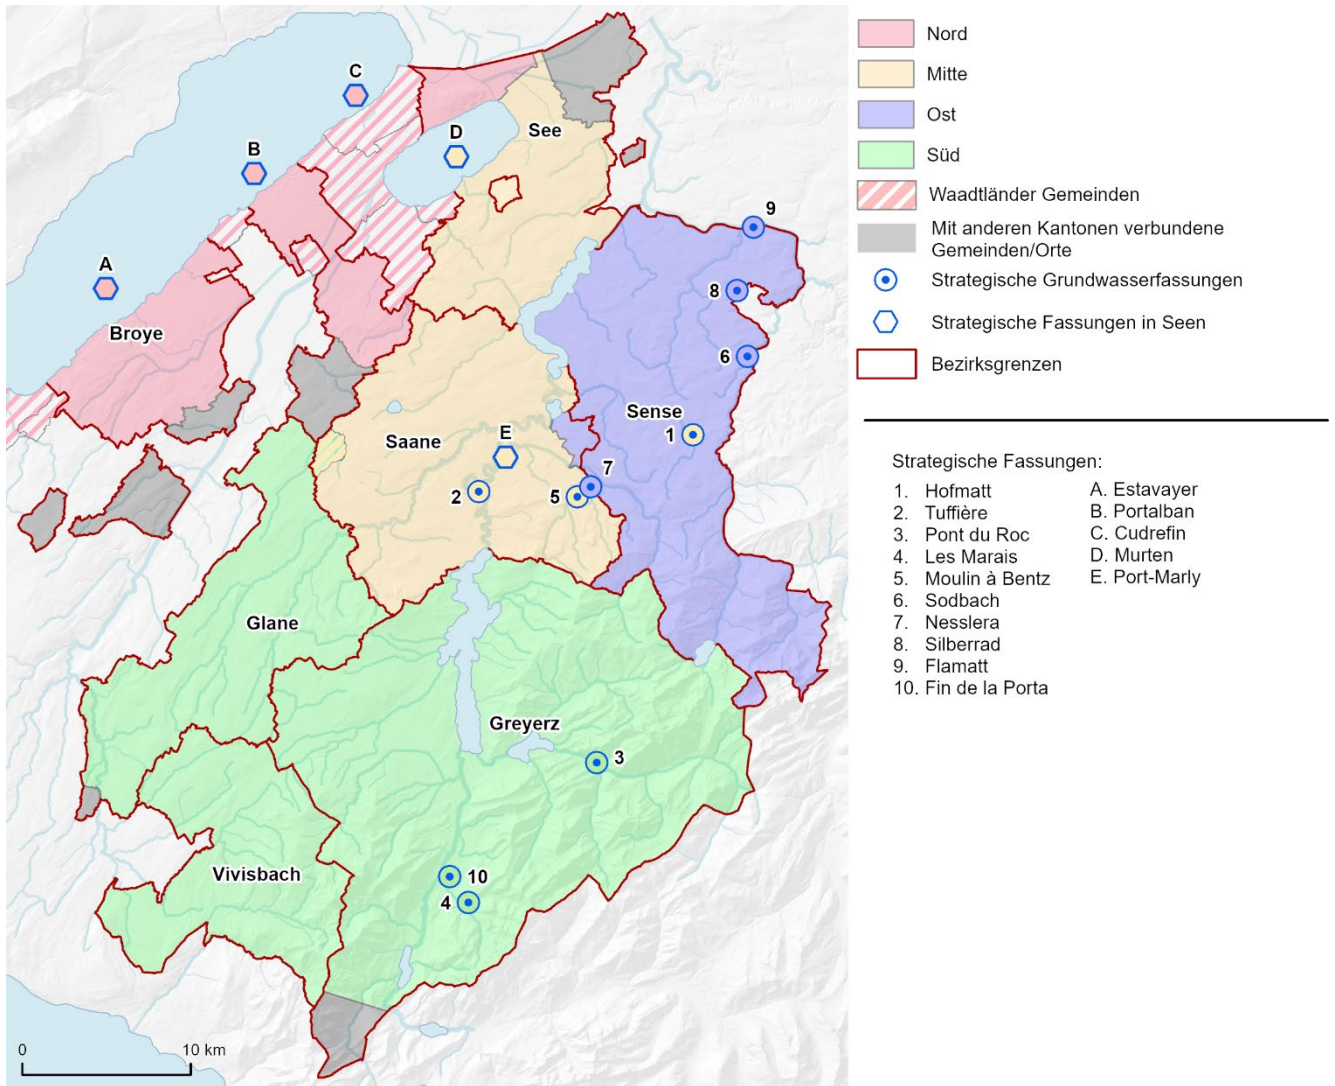 Nord
Mitte
Ost
Süd
Waadtländer Gemeinden
Mit anderen Kantonen verbundene
Gemeinden/Orte
Strategische Grundwasserfassungen
Strategische Fassungen in Seen
Bezirksgrenzen
Strategische Fassungen:
1. Hofmatt
2. Tuffière
3. Pont du Roc
4. Les Marais
5. Moulin à Bentz
6. Sodbach
7. Nesslera
8. Silberrad
9. Flamatt
10. Fin de la Porta
A. Estavayer
B. Portalban
C. Cudrefin
D. Murten
E. Port-Marly
C
D
See
B
9
A
8
Broye
6
Sense
1
Saane
E
7
2
5
Glane
Greyerz
3
Vivisbach
10
4
0
10 km